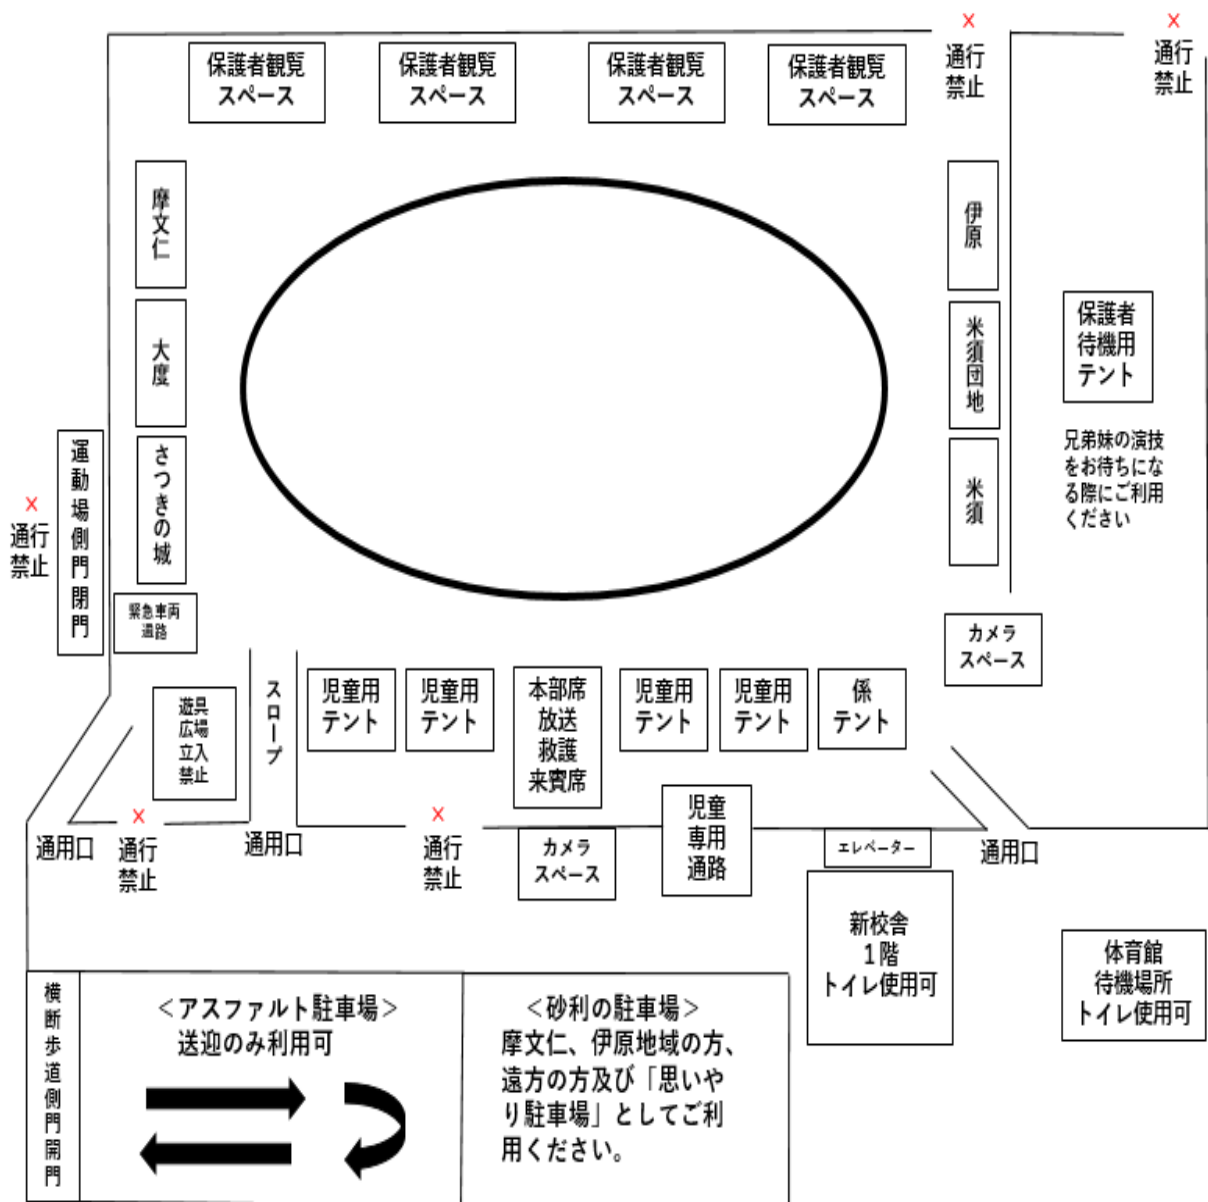 通行
禁止
通行
禁止
保護者観覧
スペース
保護者観覧
スペース
保護者観覧
スペース
保護者観覧
スペース
摩文仁
大度
さつきの城
伊原
米須団地
米須
保護者
待機用
テント
兄弟妹の演技
をお待ちにな
る際にご利用
ください
通行
禁止
運動場側門閉門
緊急車両
通路
カメラ
スペース
遊具
広場
立入
禁止
スロープ
児童用
テント
児童用
テント
本部席
放送
救護
来賓席
児童用
テント
児童用
テント
係
テント
通用口
通行
禁止
通用口
通行
禁止
カメラ
スペース
児童
専用
通路
エレベーター
通用口
新校舎
１階
トイレ使用可
体育館
待機場所
トイレ使用可
横断歩道側門開門
＜アスファルト駐車場＞
送迎のみ利用可
＜砂利の駐車場＞
摩文仁、伊原地域の方、
遠方の方及び「思いや
り駐車場」としてご利
用ください。